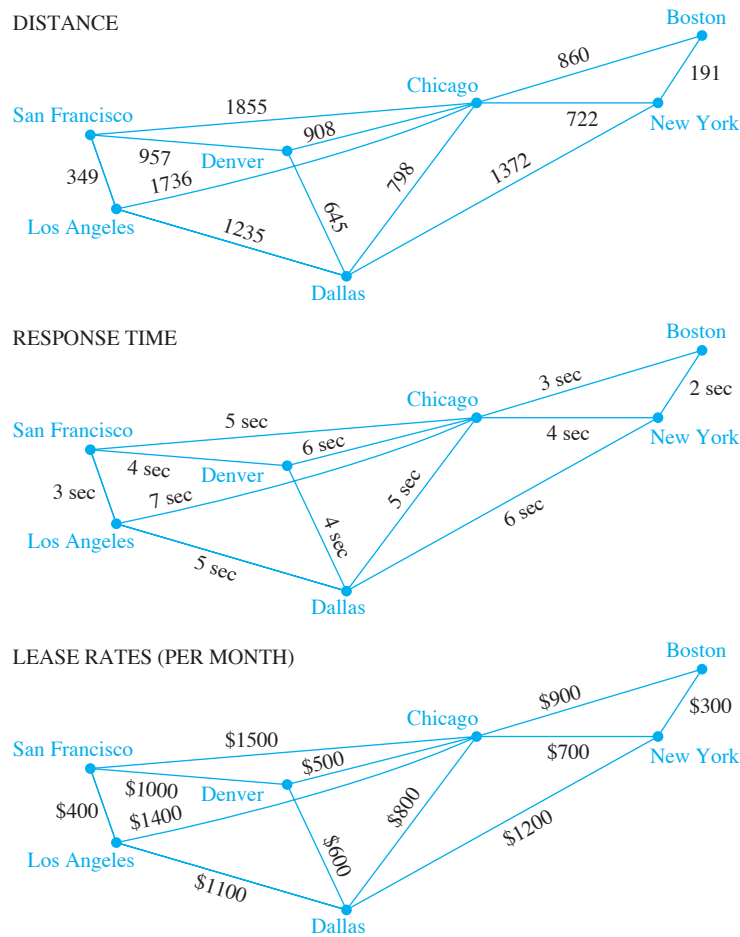 DISTANCE
Boston
860
191
Chicago
San Francisco
1855
908
722
New York
957
Denver
349
1736
798
1372
Los Angeles
1235
645
Dallas
RESPONSE TIME
Boston
3 sec
2 sec
Chicago
San Francisco
5 sec
6 sec
4 sec
New York
4 sec
Denver
3 sec
7 sec
5 sec
6 sec
Los Angeles
5 sec
4 sec
Dallas
LEASE RATES (PER MONTH)
Boston
$900
$300
Chicago
San Francisco
$1500
$500
$700
New York
$1000
Denver
$400
$1400
$800
$1200
Los Angeles
$1100
$600
Dallas